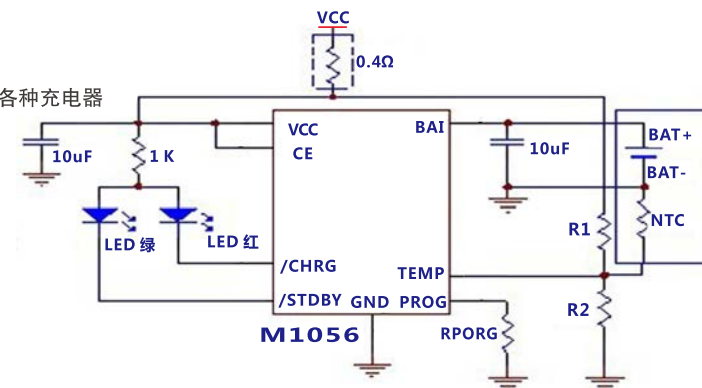 VCC
0.4Ω
各种充电器
10uF
1 K
VCC
CE
BAI
10uF
BAT+
BAT-
LED 绿
LED 红
R1
NTC
/CHRG
TEMP
/STDBY
GND
PROG
R2
M1056
RPORG